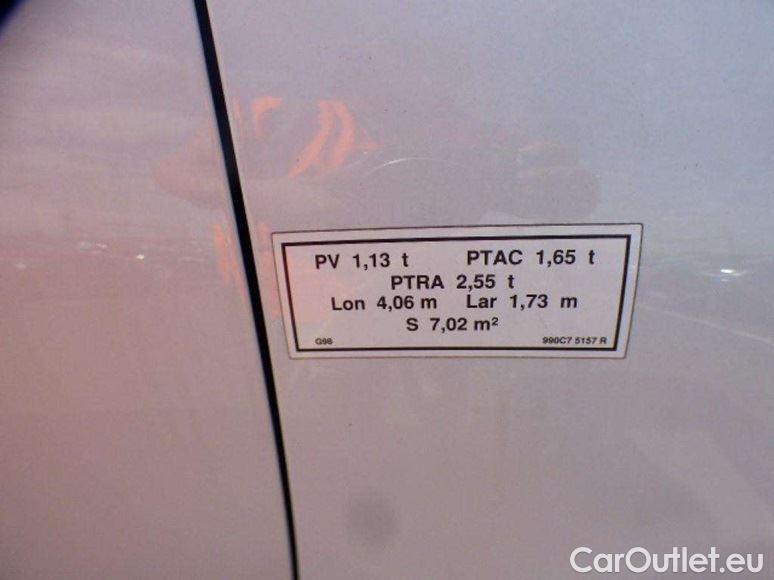 PV 1,13 t PTAC 1,65 t
PTRA 2,55 t
Lon 4,06 m Lar 1,73 m
S 7,02 m²
G98 990C7 5157 R
CarOutlet.eu